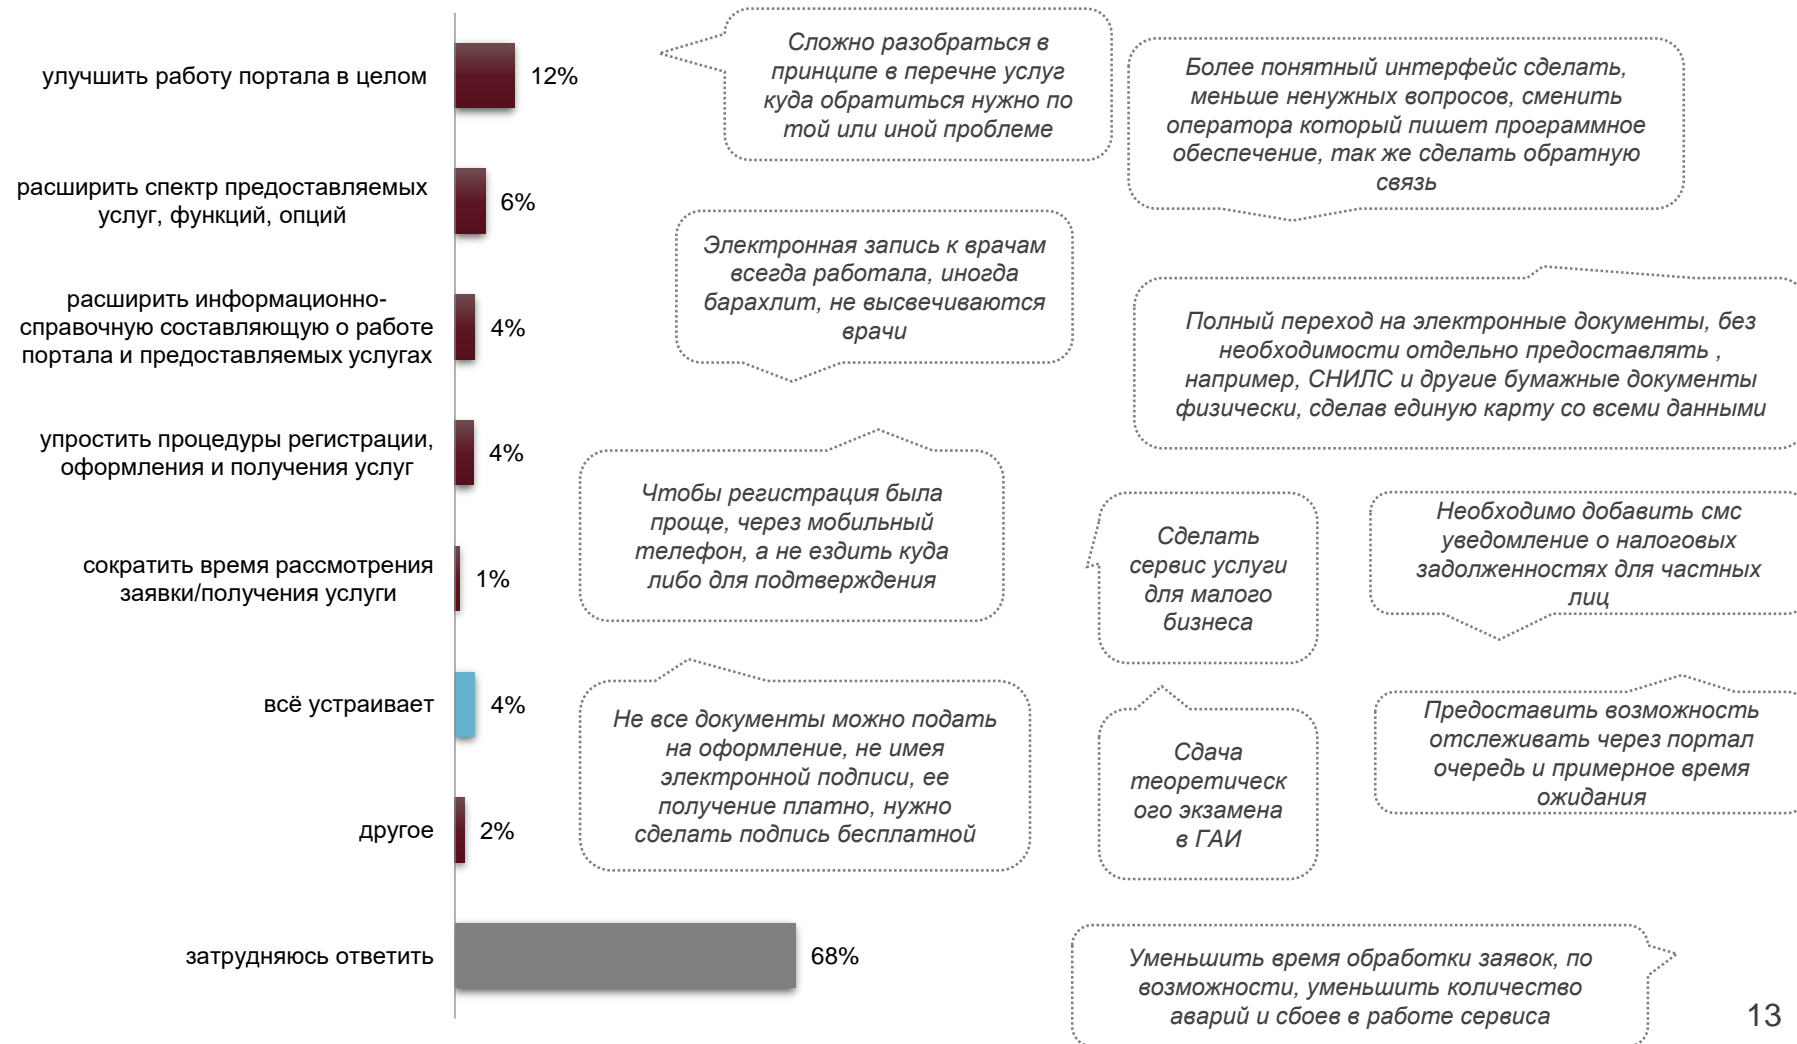 улучшить работу портала в целом
12%
расширить спектр предоставляемых
услуг, функций, опций
6%
расширить информационно-
справочную составляющую о работе
портала и предоставляемых услугах
4%
упростить процедуры регистрации,
оформления и получения услуг
4%
сократить время рассмотрения
заявки/получения услуги
1%
всё устраивает
4%
другое
2%
затрудняюсь ответить
68%
Сложно разобраться в
принципе в перечне услуг
куда обратиться нужно по
той или иной проблеме
Более понятный интерфейс сделать,
меньше ненужных вопросов, сменить
оператора который пишет программное
обеспечение, так же сделать обратную
связь
Электронная запись к врачам
всегда работала, иногда
барахлит, не высвечиваются
врачи
Полный переход на электронные документы, без
необходимости отдельно предоставлять ,
например, СНИЛС и другие бумажные документы
физически, сделав единую карту со всеми данными
Чтобы регистрация была
проще, через мобильный
телефон, а не ездить куда
либо для подтверждения
Сделать
сервис услуги
для малого
бизнеса
Необходимо добавить смс
уведомление о налоговых
задолженностях для частных
лиц
Не все документы можно подать
на оформление, не имея
электронной подписи, ее
получение платно, нужно
сделать подпись бесплатной
Сдача
теоретическ
ого экзамена
в ГАИ
Предоставить возможность
отслеживать через портал
очередь и примерное время
ожидания
Уменьшить время обработки заявок, по
возможности, уменьшить количество
аварий и сбоев в работе сервиса
13